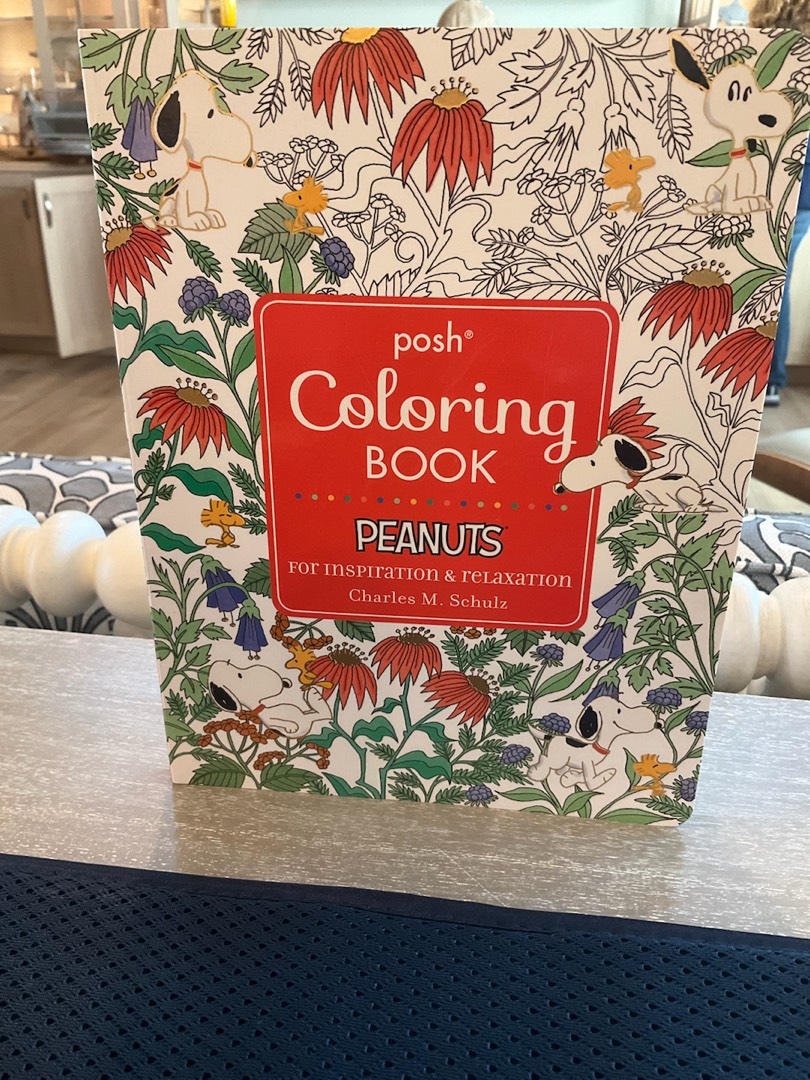 posh®
Coloring
BOOK
PEANUTS
FOR INSPIRATION & RELAXATION
Charles M. Schulz